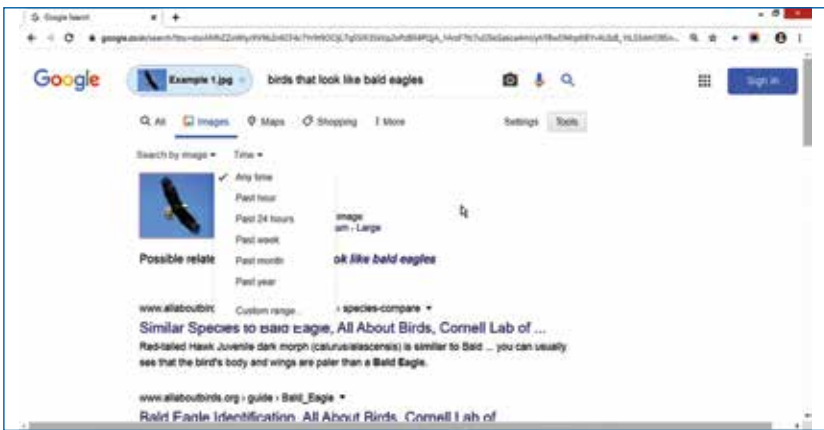 Google Search
Google Example 1.jpg birds that look like bald eagles Sign in
All Images Maps Shopping More Settings Tools
Search by image Time
Any time
Past hour
Past 24 hours image
Past week am - Large
Possible relate Past month ok like bald eagles
Past year
www.allaboutbir Custom range... › species-compare
Similar Species to Bald Eagle, All About Birds, Cornell Lab of ...
Red-tailed Hawk Juvenile dark morph (calurus/alascensis) is similar to Bald ... you can usually
see that the bird's body and wings are paler than a Bald Eagle.
www.allaboutbirds.org › guide › Bald_Eagle
Bald Eagle Identification, All About Birds, Cornell Lab of